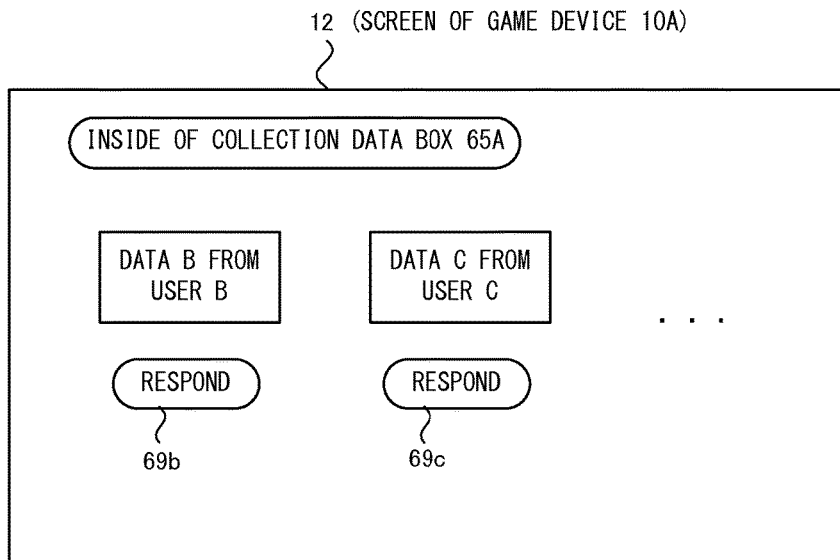 12 (SCREEN OF GAME DEVICE 10A)
INSIDE OF COLLECTION DATA BOX 65A
DATA B FROM
USER B
DATA C FROM
USER C
. . .
RESPOND
RESPOND
69b
69c